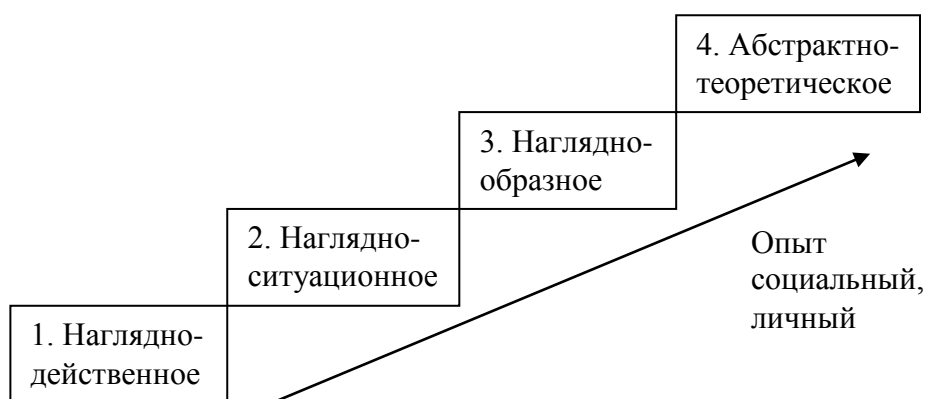 4. Абстрактно-
теоретическое
3. Наглядно-
образное
2. Наглядно-
ситуационное
1. Наглядно-
действенное
Опыт
социальный,
личный